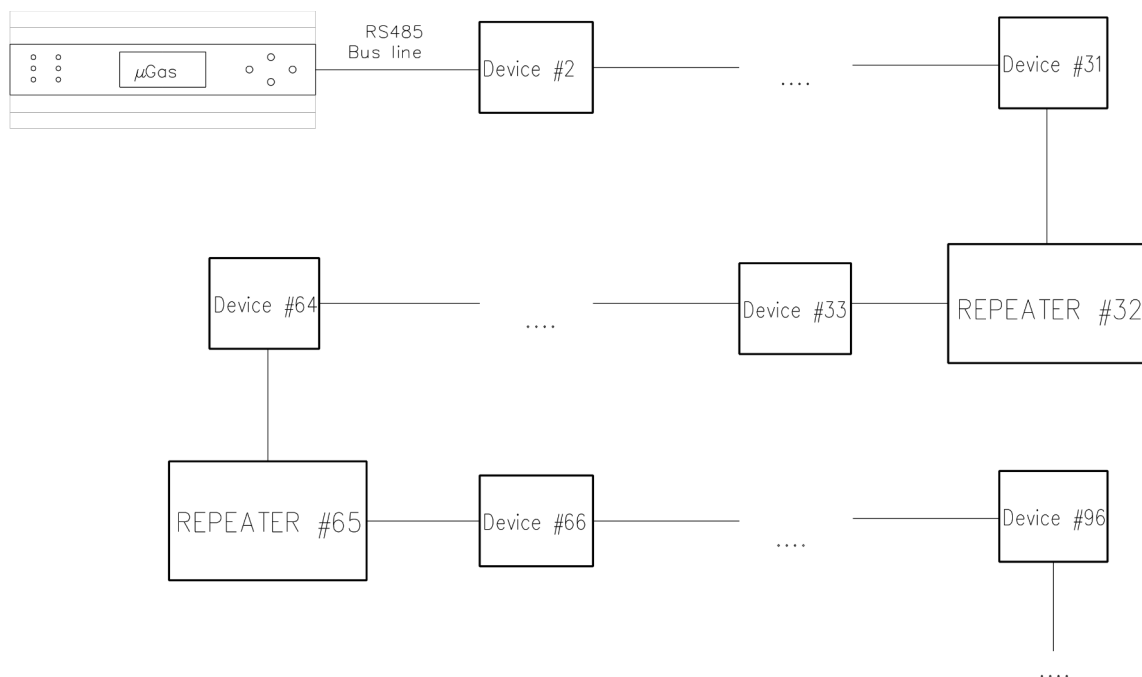 RS485
Bus line
µGas
Device #2
....
Device #31
Device #64
....
Device #33
REPEATER #32
REPEATER #65
Device #66
....
Device #96
....